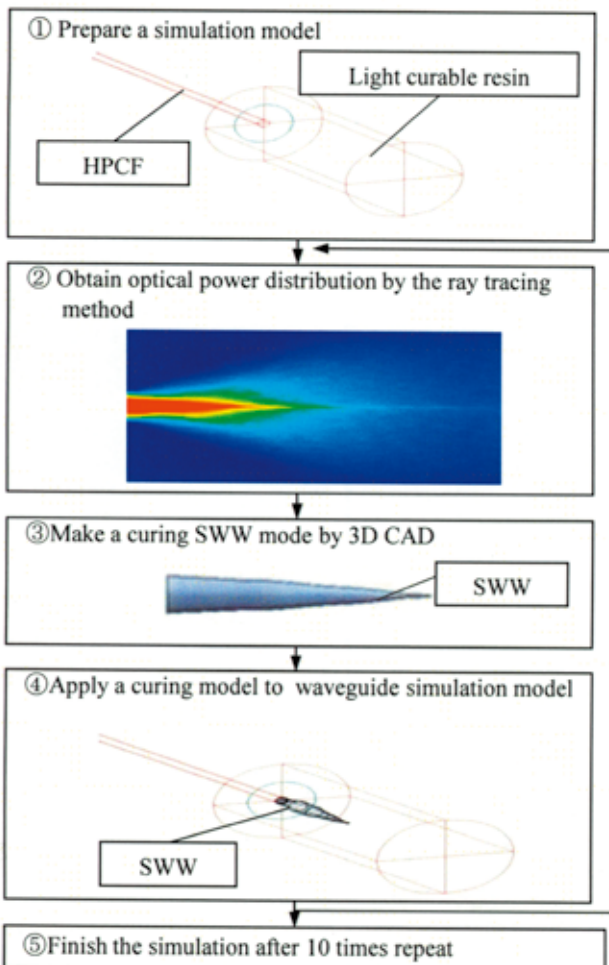 ① Prepare a simulation model
Light curable resin
HPCF
② Obtain optical power distribution by the ray tracing
method
③Make a curing SWW mode by 3D CAD
SWW
④Apply a curing model to waveguide simulation model
SWW
⑤Finish the simulation after 10 times repeat